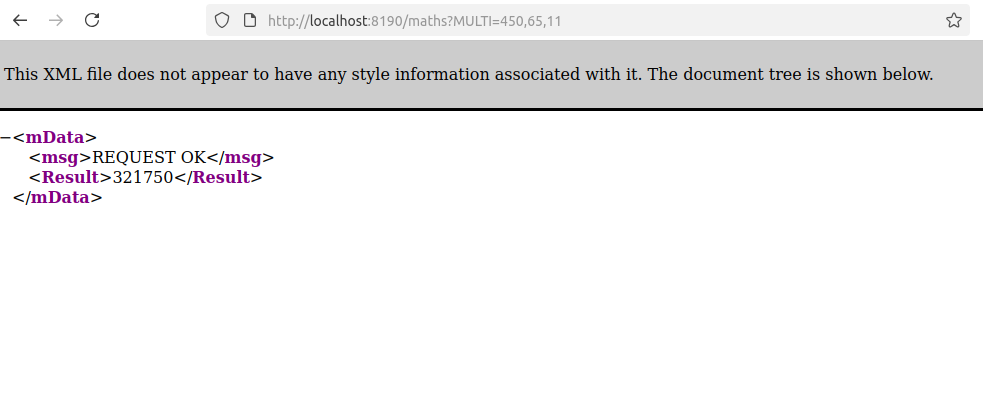 http://localhost:8190/maths?MULTI=450,65,11
This XML file does not appear to have any style information associated with it. The document tree is shown below.
−<mData>
<msg>REQUEST OK</msg>
<Result>321750</Result>
</mData>